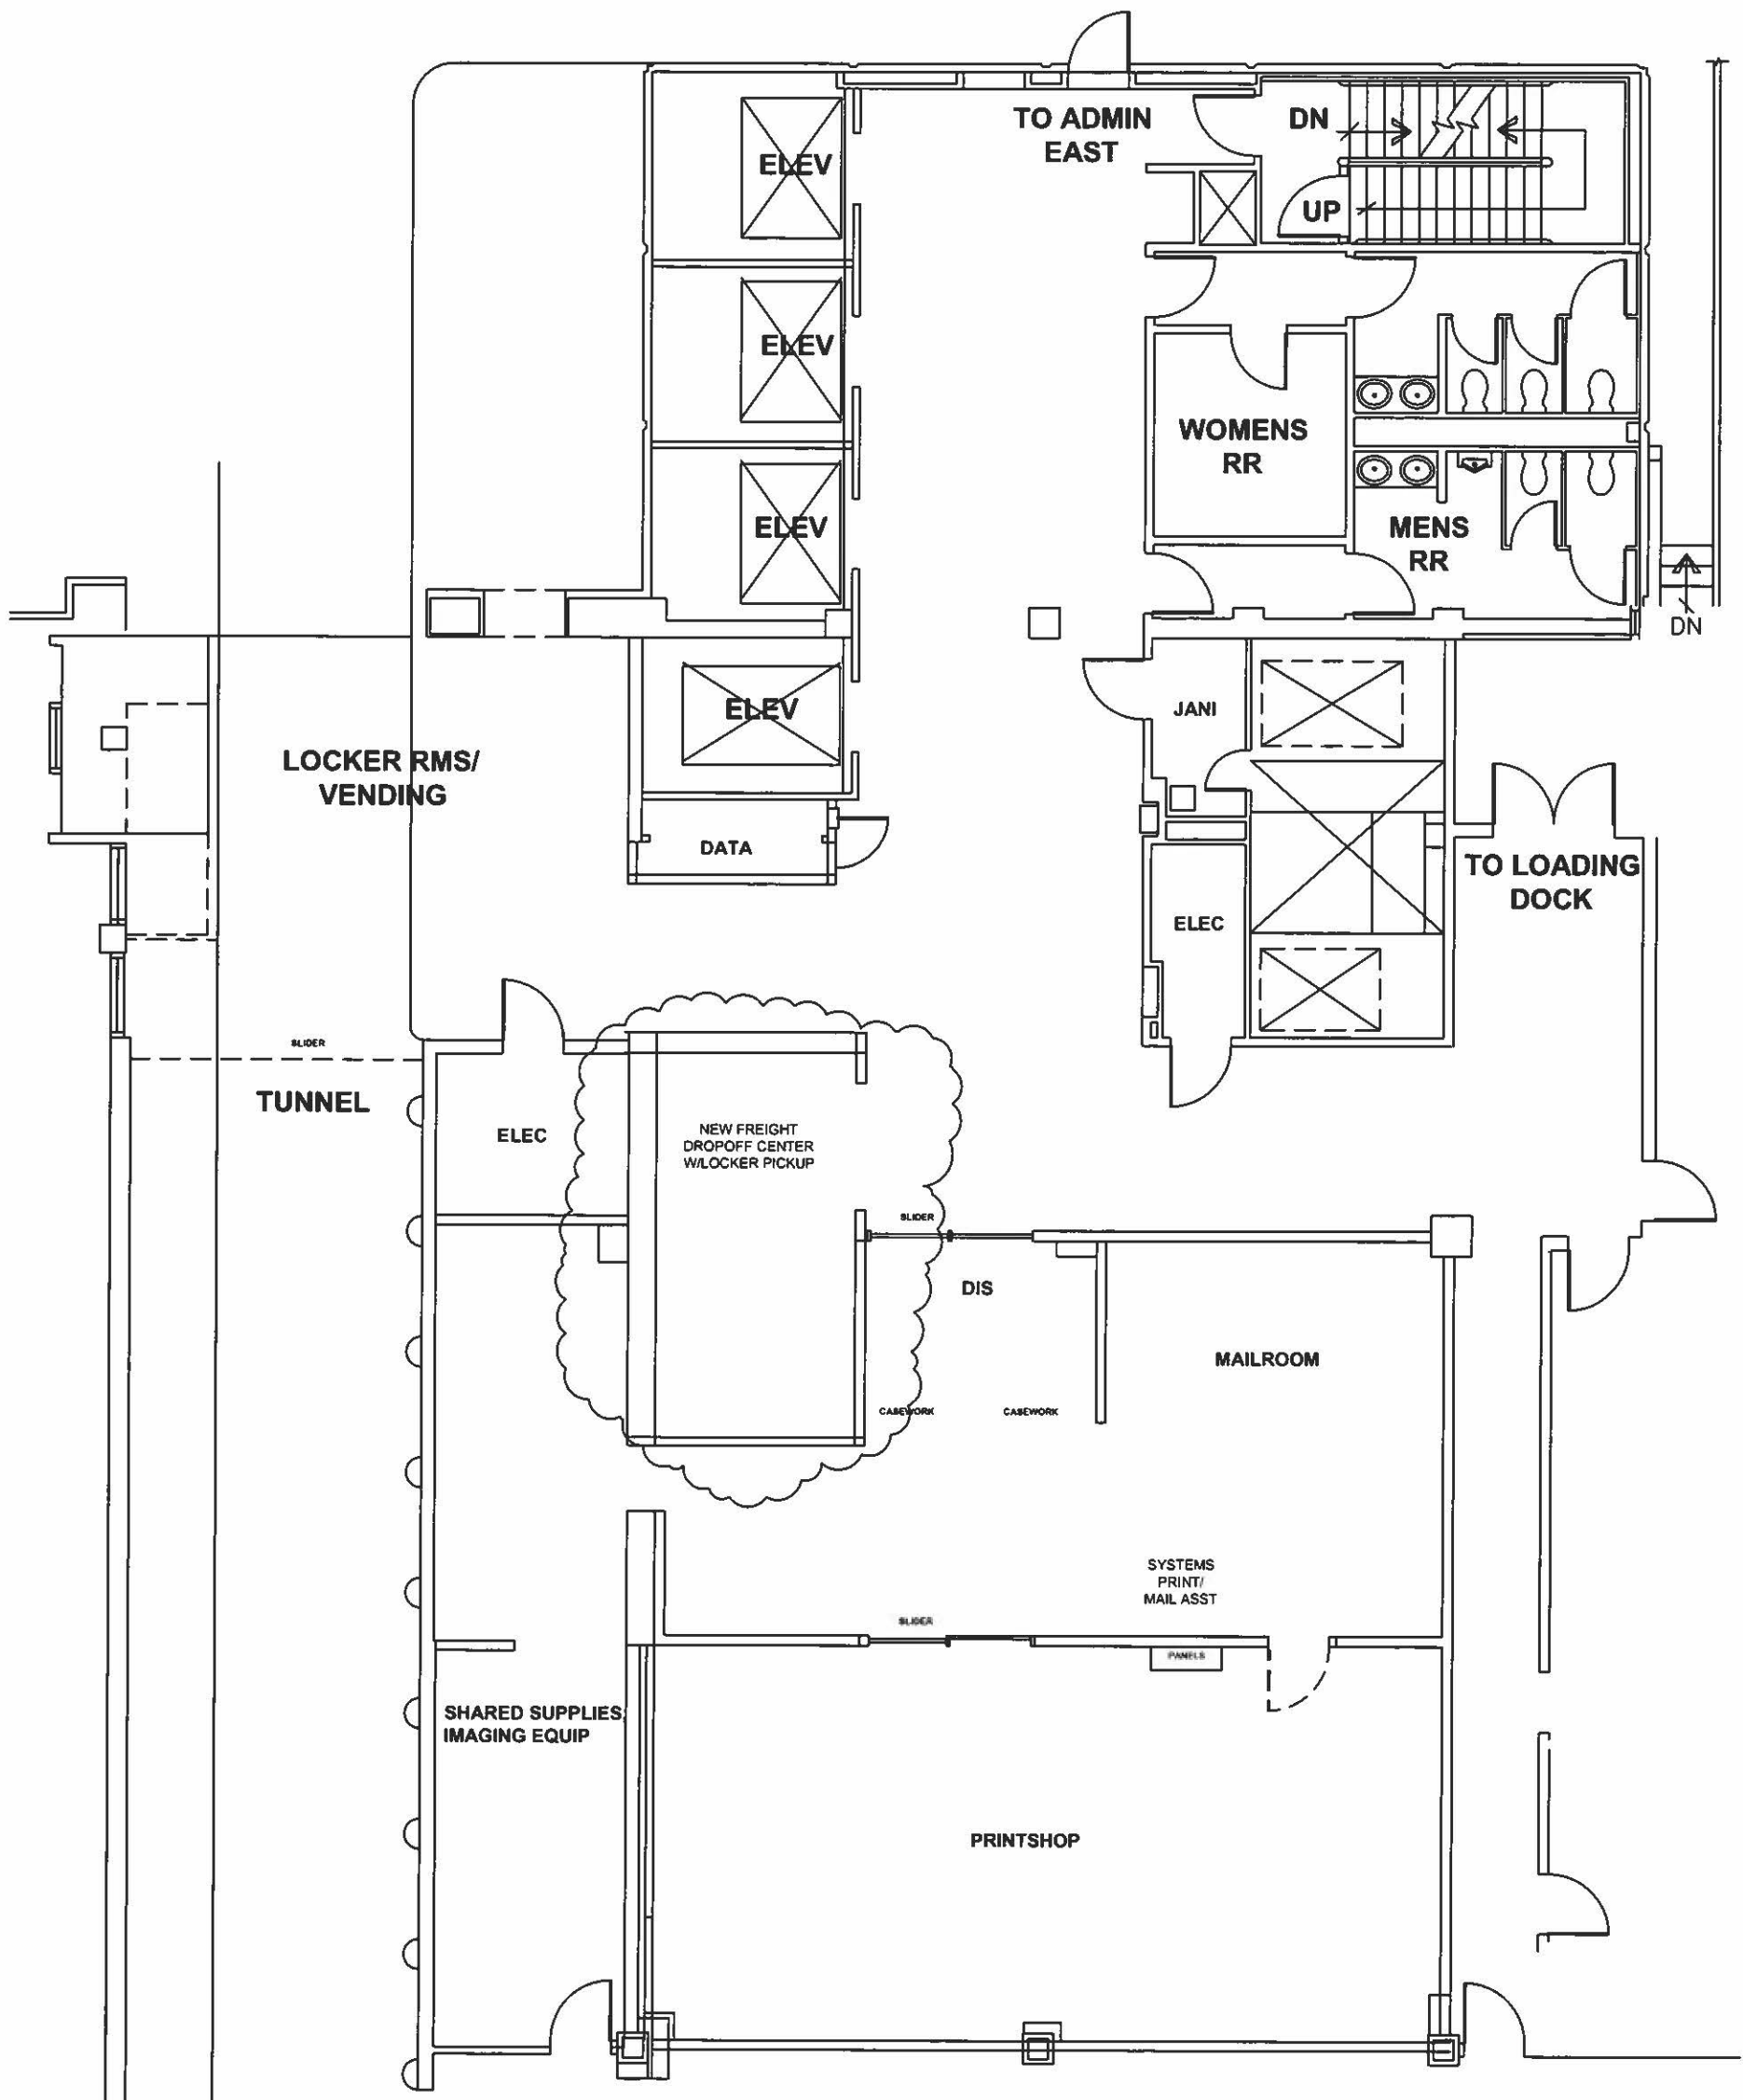 TO ADMIN
EAST
DN
UP
ELEV
ELEV
ELEV
ELEV
WOMENS
RR
MENS
RR
DN
JANI
LOCKER RMS/
VENDING
DATA
TO LOADING
DOCK
ELEC
SLIDER
TUNNEL
ELEC
NEW FREIGHT
DROPOFF CENTER
W/LOCKER PICKUP
SLIDER
DIS
MAILROOM
CASEWORK
CASEWORK
SYSTEMS
PRINT/
MAIL ASST
SLIDER
PANELS
SHARED SUPPLIES
IMAGING EQUIP
PRINTSHOP